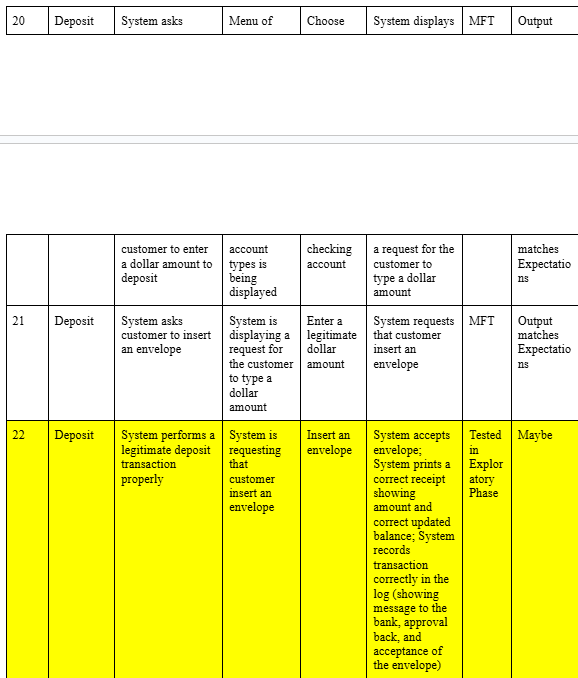 20 Deposit System asks Menu of Choose System displays MFT Output
customer to enter account checking a request for the matches
a dollar amount to types is account customer to Expectatio
deposit being type a dollar ns
displayed amount
21 Deposit System asks System is Enter a System requests MFT Output
customer to insert displaying a legitimate that customer matches
an envelope request for dollar insert an Expectatio
the customer amount envelope ns
to type a
dollar
amount
22 Deposit System performs a System is Insert an System accepts Tested Maybe
legitimate deposit requesting envelope envelope; in
transaction that System prints a Explor
properly customer correct receipt atory
insert an showing Phase
envelope amount and
correct updated
balance; System
records
transaction
correctly in the
log (showing
message to the
bank, approval
back, and
acceptance of
the envelope)